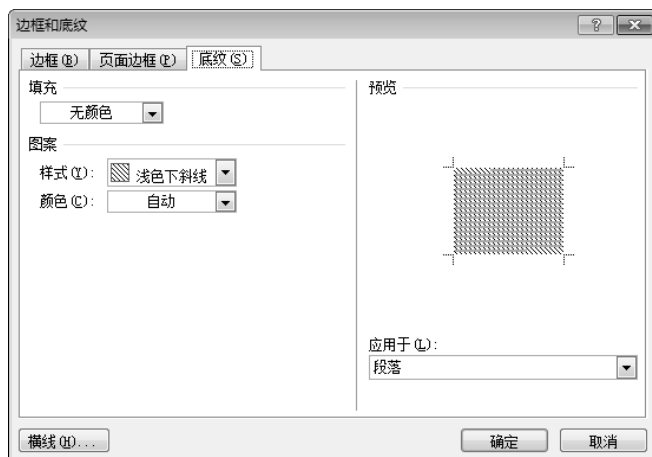 边框和底纹
边框(B) 页面边框(P) 底纹(S)
填充
无颜色
图案
样式(Y): 浅色下斜线
颜色(C): 自动
预览
应用于(L):
段落
横线(H)... 确定 取消